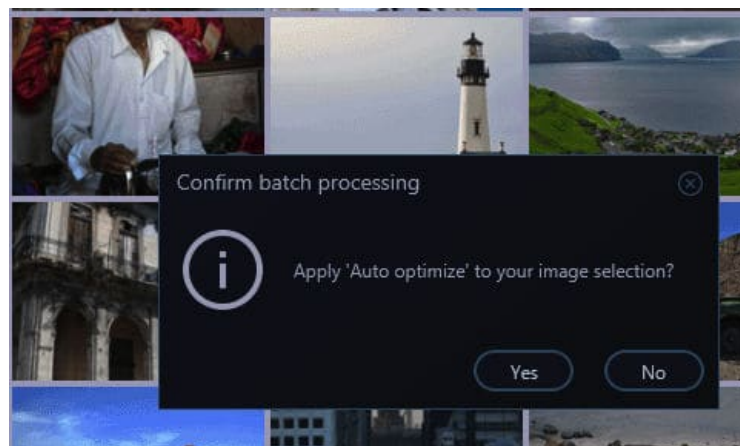 Confirm batch processing
Apply 'Auto optimize' to your image selection?
Yes
No